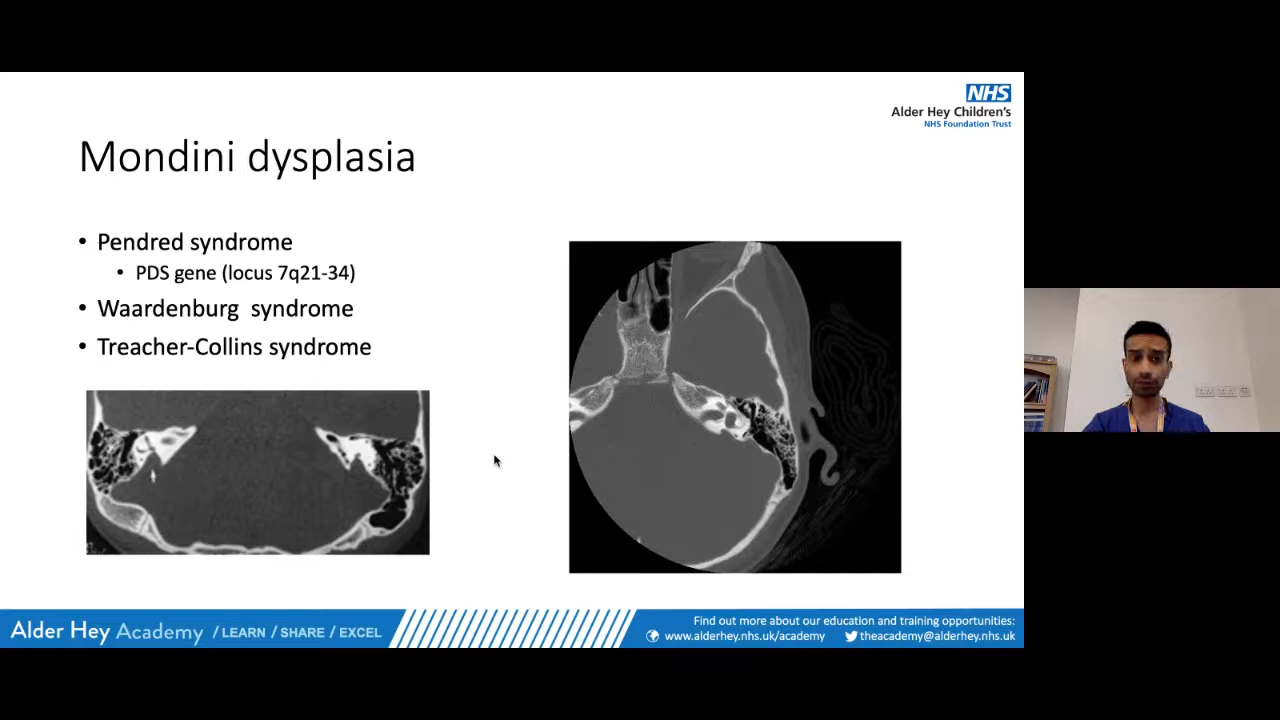 NHS
Alder Hey Children's
NHS Foundation Trust
Mondini dysplasia
• Pendred syndrome
• PDS gene (locus 7q21-34)
• Waardenburg syndrome
• Treacher-Collins syndrome
Alder Hey Academy / LEARN / SHARE / EXCEL
Find out more about our education and training opportunities:
www.alderhey.nhs.uk/academy theacademy@alderhey.nhs.uk